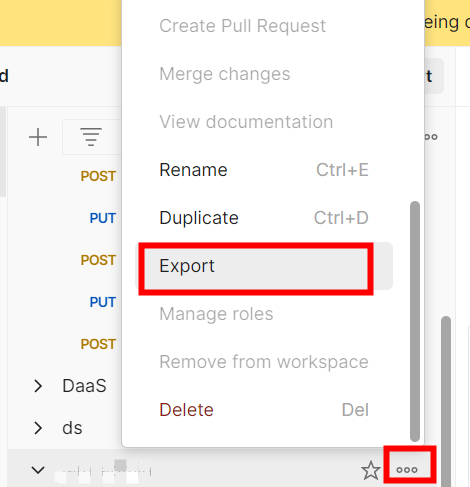 Create Pull Request
eing
Merge changes
d
t
View documentation
Rename Ctrl+E
POST
Duplicate Ctrl+D
PUT
POST
Export
PUT
Manage roles
POST
Remove from workspace
DaaS
Delete Del
ds